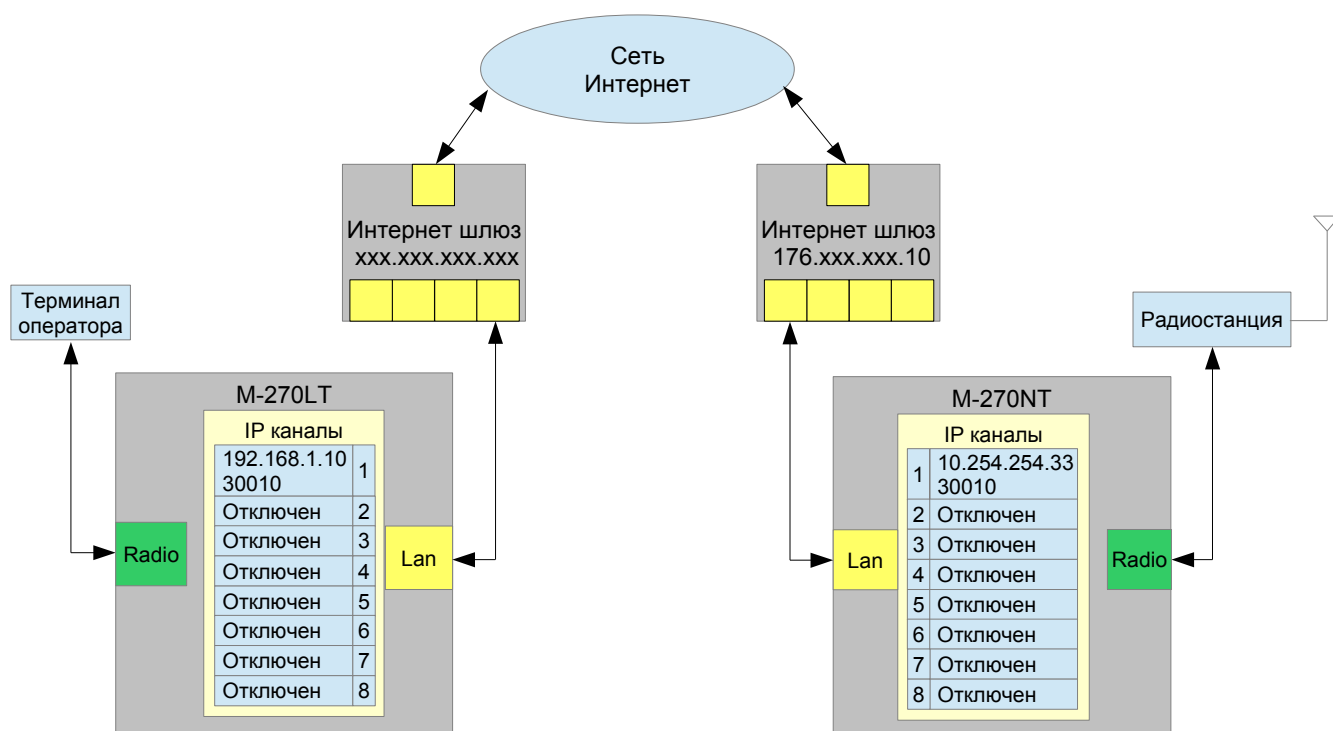 Сеть
Интернет
Интернет шлюз
xxx.xxx.xxx.xxx
Интернет шлюз
176.xxx.xxx.10
Терминал
оператора
Радиостанция
M-270LT
IP каналы
192.168.1.10
30010
1
Отключен 2
Отключен 3
Отключен 4
Отключен 5
Отключен 6
Отключен 7
Отключен 8
Radio
Lan
M-270NT
IP каналы
1
10.254.254.33
30010
2 Отключен
3 Отключен
4 Отключен
5 Отключен
6 Отключен
7 Отключен
8 Отключен
Lan
Radio